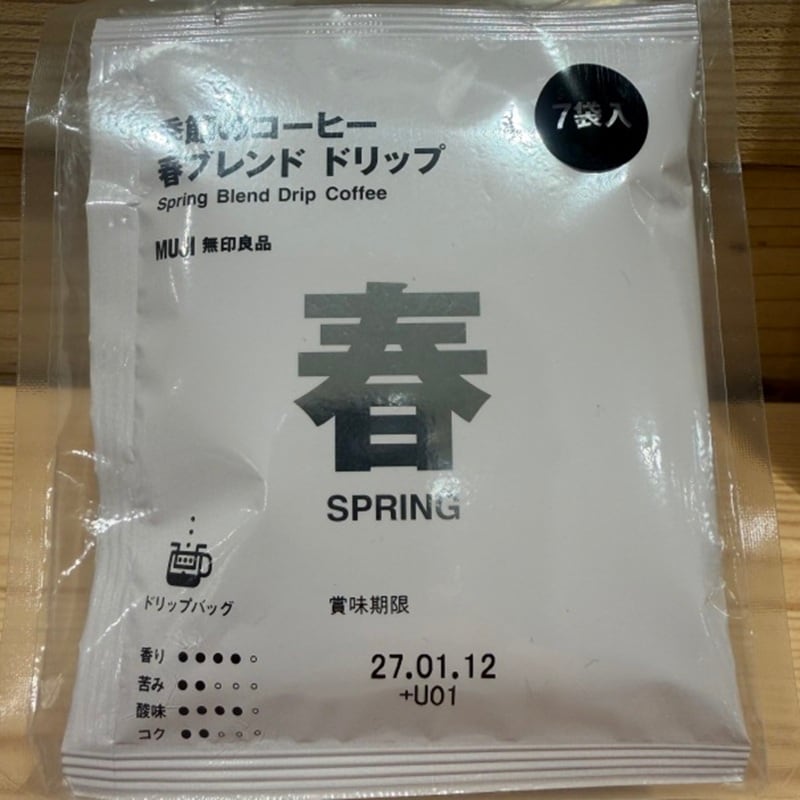 季節のコーヒー
春ブレンド ドリップ
Spring Blend Drip Coffee
7袋入
MUJI 無印良品
春
SPRING
ドリップバッグ
賞味期限
27.01.12
+U01
香り ●●●●○
苦み ●●○○○
酸味 ●●●●○
コク ●●○○○